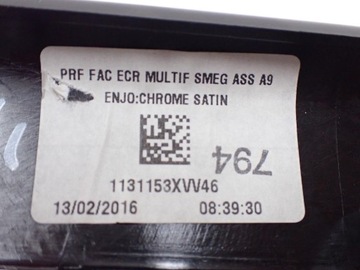 PRF FAC ECR MULTIF SMEG ASS A9
ENJO:CHROME SATIN
794
1131153XVV46
13/02/2016 08:39:30